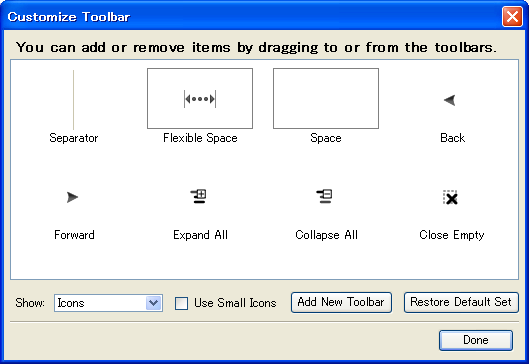 Customize Toolbar
You can add or remove items by dragging to or from the toolbars.
Separator
Flexible Space
Space
Back
Forward
Expand All
Collapse All
Close Empty
Show: Icons Use Small Icons Add New Toolbar Restore Default Set
Done